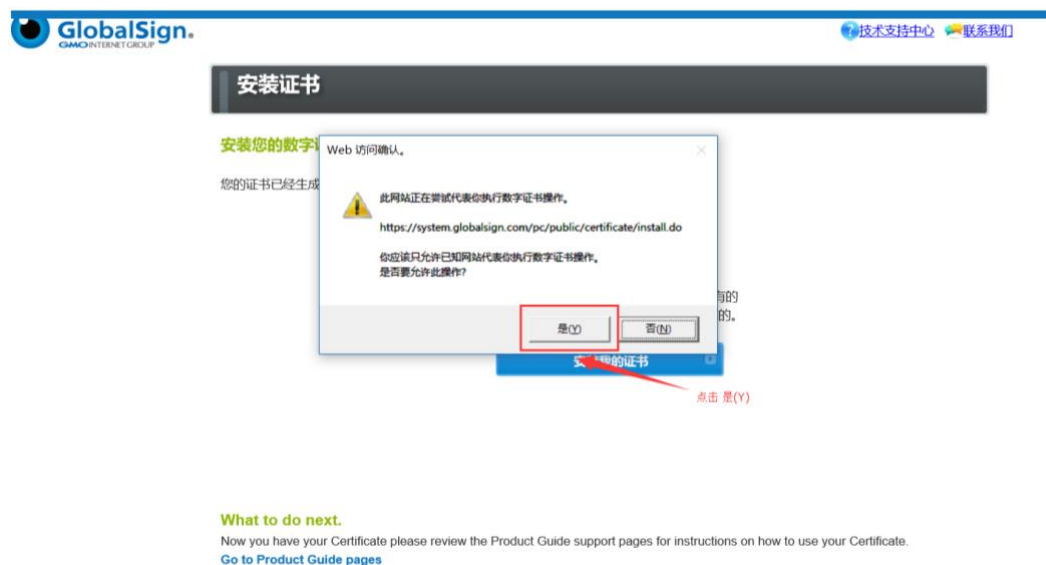 GlobalSign.
GMO INTERNET GROUP
技术支持中心 联系我们
安装证书
安装您的数字
Web 访问确认。
您的证书已经生成
此网站正在尝试代表你执行数字证书操作。
https://system.globalsign.com/pc/public/certificate/install.do
你应该只允许已知网站代表你执行数字证书操作。
是否要允许此操作?
有的
的。
是(Y) 否(N)
的证书
点击 是(Y)
What to do next.
Now you have your Certificate please review the Product Guide support pages for instructions on how to use your Certificate.
Go to Product Guide pages